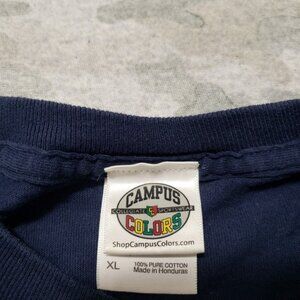 CAMPUS
COLLEGIATE SPORTSWEAR
COLORS
ShopCampusColors.com
XL
100% PURE COTTON
Made in Honduras